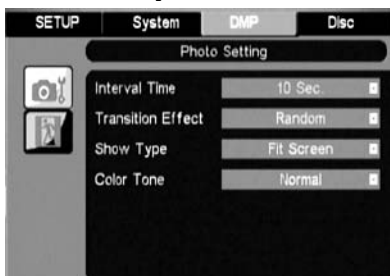 SETUP System DMP Disc
Photo Setting
Interval Time 10 Sec.
Transition Effect Random
Show Type Fit Screen
Color Tone Normal